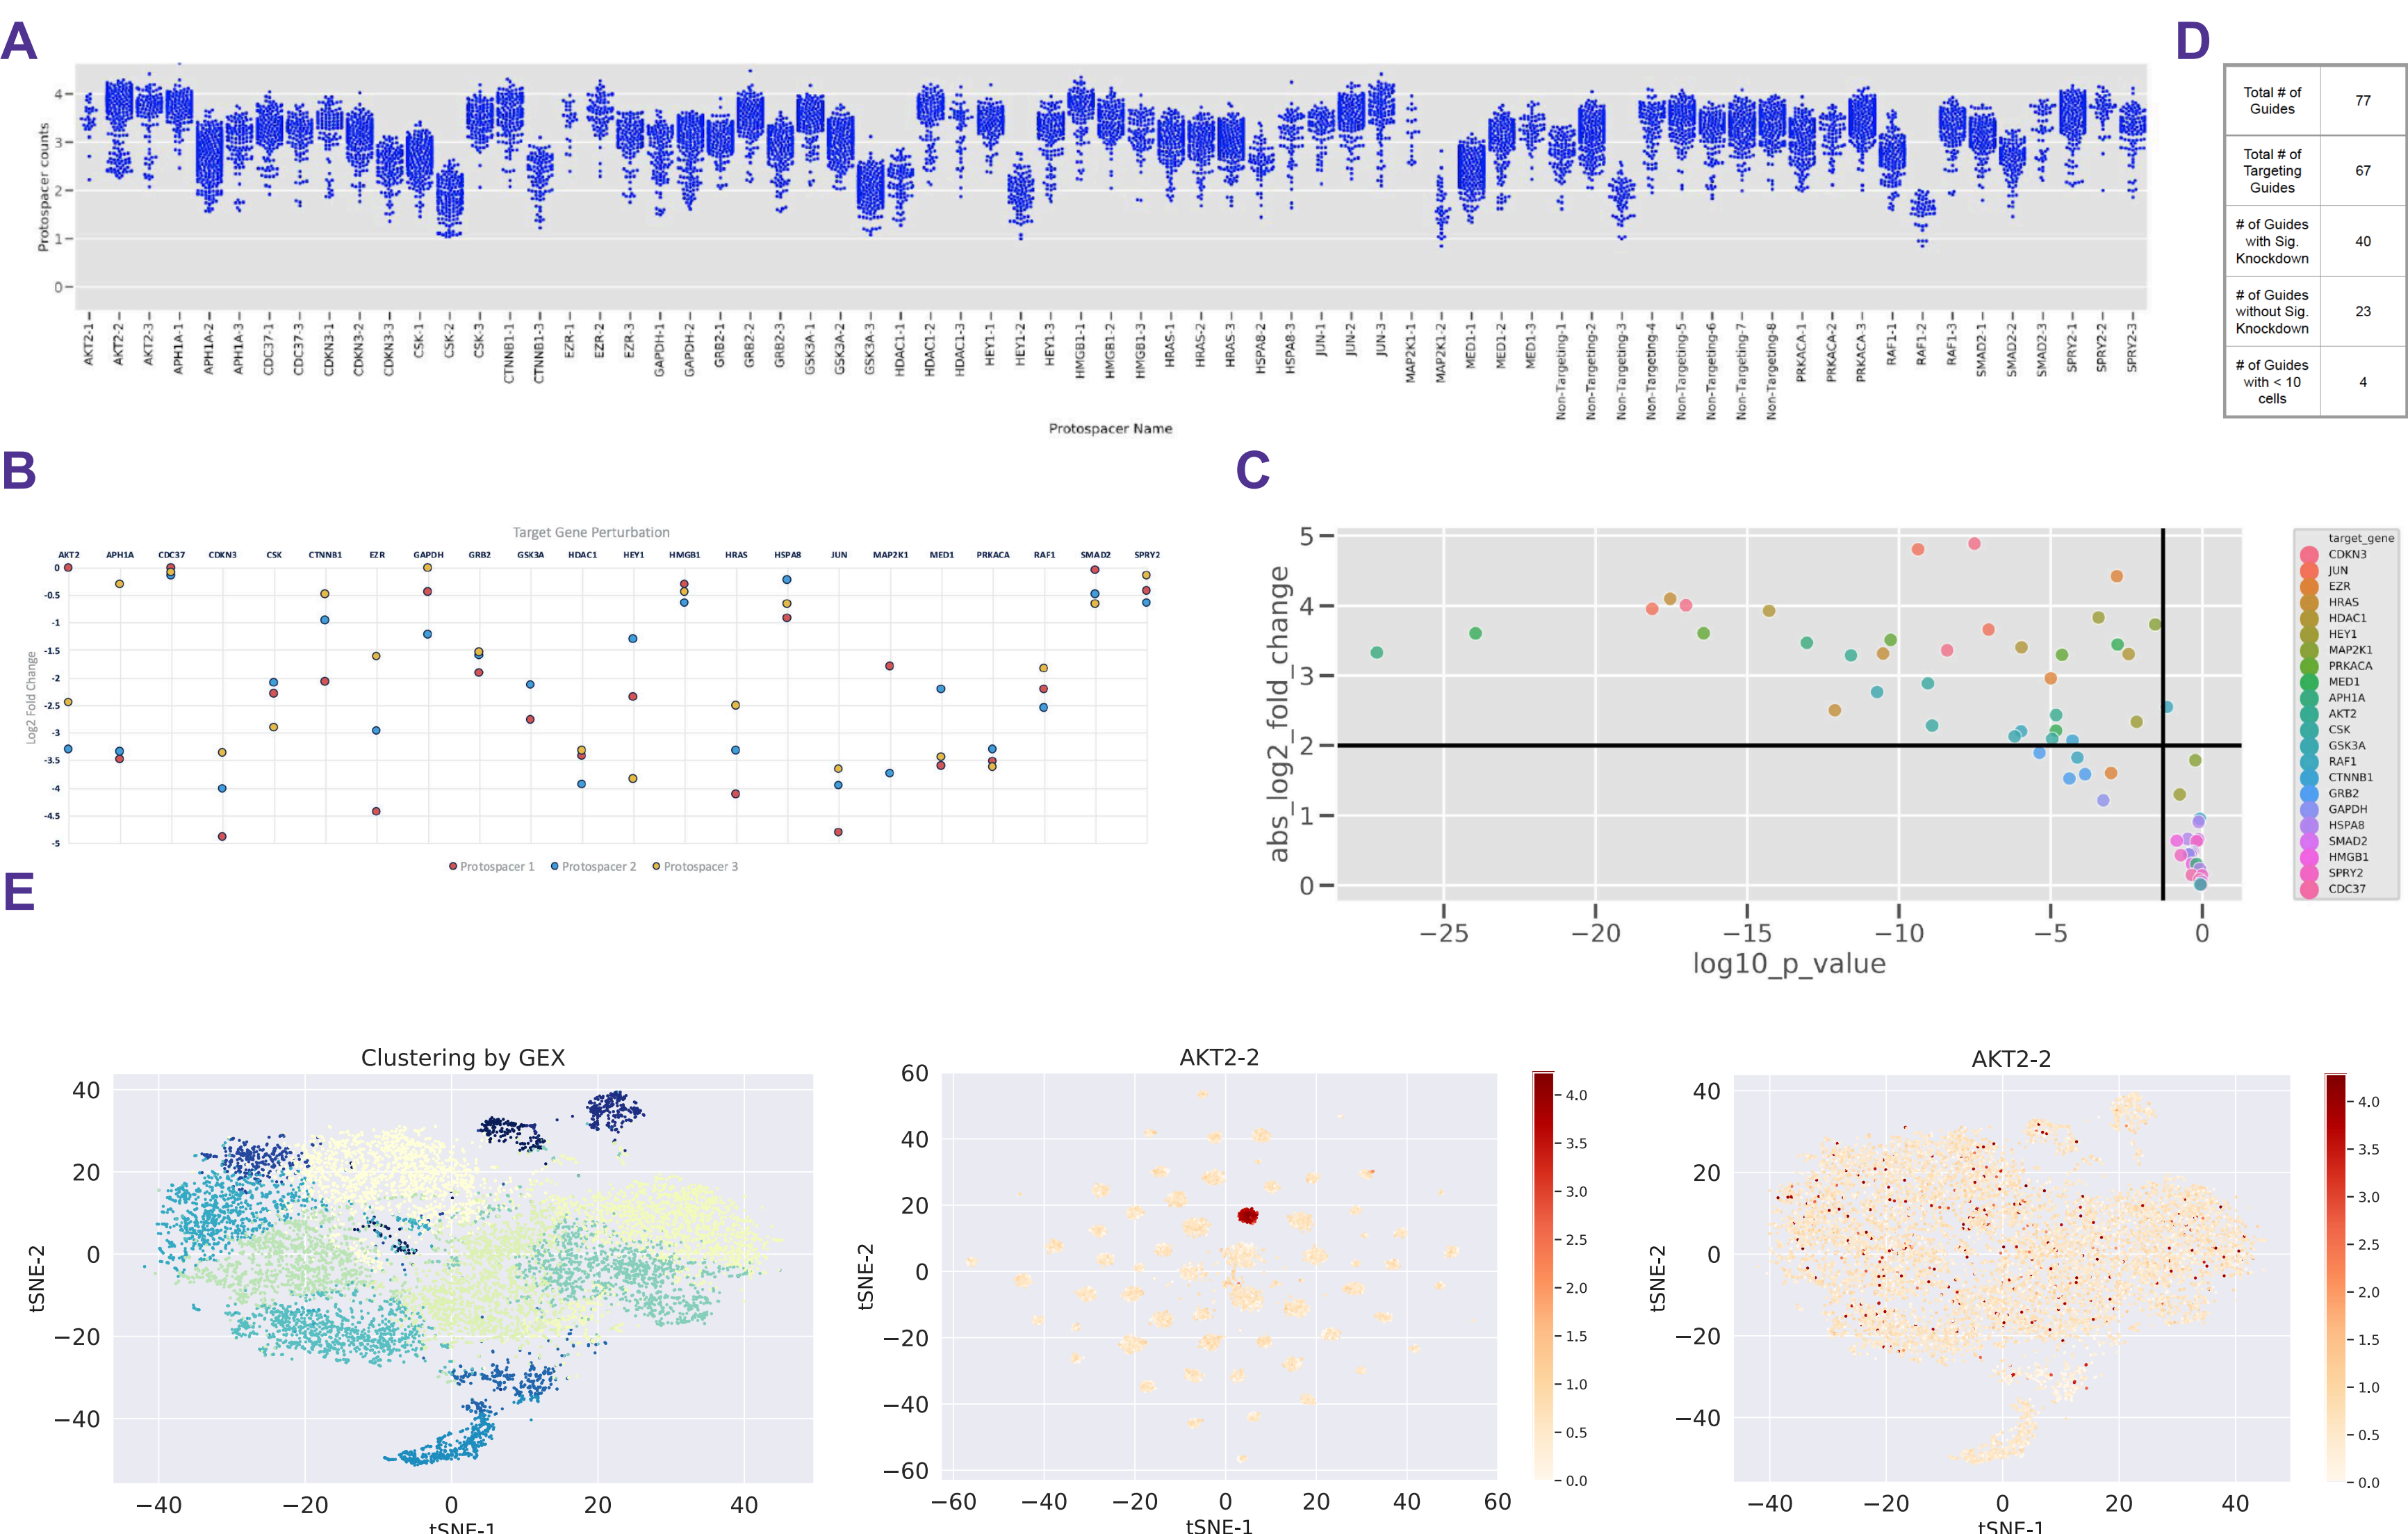 A
Protospacer counts
4
3
2
1
0
AKT2-1
AKT2-2
AKT2-3
APH1A-1
APH1A-2
APH1A-3
CDC37-1
CDC37-3
CDKN3-1
CDKN3-2
CDKN3-3
CSK-1
CSK-2
CSK-3
CTNNB1-1
CTNNB1-3
EZR-1
EZR-2
EZR-3
GAPDH-1
GAPDH-2
GRB2-1
GRB2-2
GRB2-3
GSK3A-1
GSK3A-2
GSK3A-3
HDAC1-1
HDAC1-2
HDAC1-3
HEY1-1
HEY1-2
HEY1-3
HMGB1-1
HMGB1-2
HMGB1-3
HRAS-1
HRAS-2
HRAS-3
HSPA8-2
HSPA8-3
JUN-1
JUN-2
JUN-3
MAP2K1-1
MAP2K1-2
MED1-1
MED1-2
MED1-3
Non-Targeting-1
Non-Targeting-2
Non-Targeting-3
Non-Targeting-4
Non-Targeting-5
Non-Targeting-6
Non-Targeting-7
Non-Targeting-8
PRKACA-1
PRKACA-2
PRKACA-3
RAF1-1
RAF1-2
RAF1-3
SMAD2-1
SMAD2-2
SMAD2-3
SPRY2-1
SPRY2-2
SPRY2-3
Protospacer Name
D
Total # of
Guides
77
Total # of
Targeting
Guides
67
# of Guides
with Sig.
Knockdown
40
# of Guides
without Sig.
Knockdown
23
# of Guides
with < 10
cells
4
B
Target Gene Perturbation
AKT2 APH1A CDC37 CDKN3 CSK CTNNB1 EZR GAPDH GRB2 GSK3A HDAC1 HEY1 HMGB1 HRAS HSPA8 JUN MAP2K1 MED1 PRKACA RAF1 SMAD2 SPRY2
Log2 Fold Change
0
-0.5
-1
-1.5
-2
-2.5
-3
-3.5
-4
-4.5
-5
Protospacer 1 Protospacer 2 Protospacer 3
C
abs_log2_fold_change
5
4
3
2
1
0
−25 −20 −15 −10 −5 0
log10_p_value
target_gene
CDKN3
JUN
EZR
HRAS
HDAC1
HEY1
MAP2K1
PRKACA
MED1
APH1A
AKT2
CSK
GSK3A
RAF1
CTNNB1
GRB2
GAPDH
HSPA8
SMAD2
HMGB1
SPRY2
CDC37
E
Clustering by GEX
tSNE-2
40
20
0
−20
−40
−40 −20 0 20 40
tSNE-1
AKT2-2
tSNE-2
60
40
20
0
−20
−40
−60
−60 −40 −20 0 20 40 60
tSNE-1
4.0
3.5
3.0
2.5
2.0
1.5
1.0
0.5
0.0
AKT2-2
tSNE-2
40
20
0
−20
−40
−40 −20 0 20 40
tSNE-1
4.0
3.5
3.0
2.5
2.0
1.5
1.0
0.5
0.0